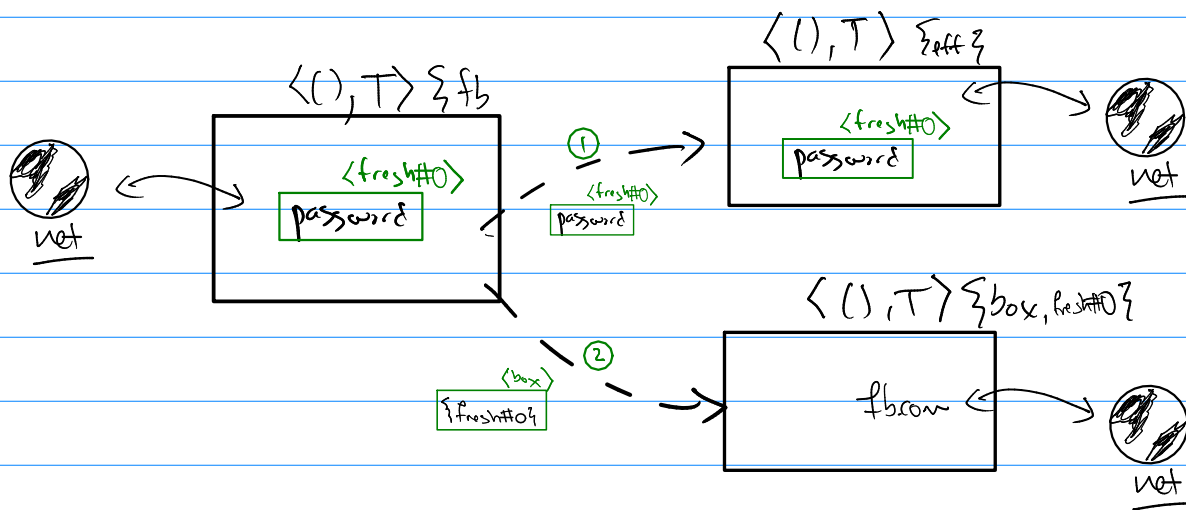 ⟨(),T⟩ {eff}
⟨(),T⟩ {fb
⟨fresh#0⟩
password
net
1
⟨fresh#0⟩
password
⟨fresh#0⟩
password
net
⟨(),T⟩ {box, fresh#0}
2
⟨box⟩
{fresh#0}
fb.com
net